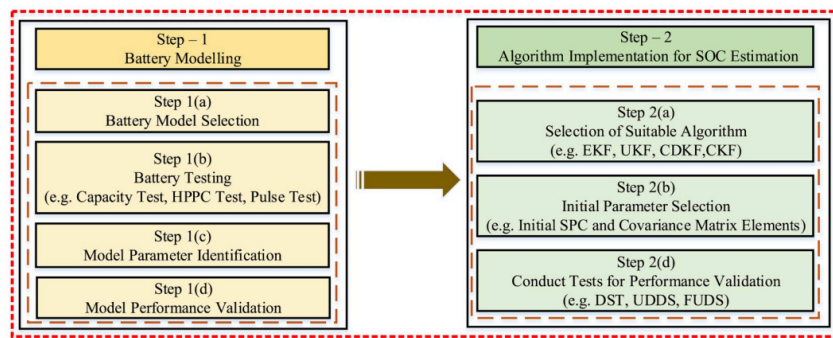 Step – 1
Battery Modelling
Step 1(a)
Battery Model Selection
Step 1(b)
Battery Testing
(e.g. Capacity Test, HPPC Test, Pulse Test)
Step 1(c)
Model Parameter Identification
Step 1(d)
Model Performance Validation
Step – 2
Algorithm Implementation for SOC Estimation
Step 2(a)
Selection of Suitable Algorithm
(e.g. EKF, UKF, CDKF,CKF)
Step 2(b)
Initial Parameter Selection
(e.g. Initial SPC and Covariance Matrix Elements)
Step 2(d)
Conduct Tests for Performance Validation
(e.g. DST, UDDS, FUDS)